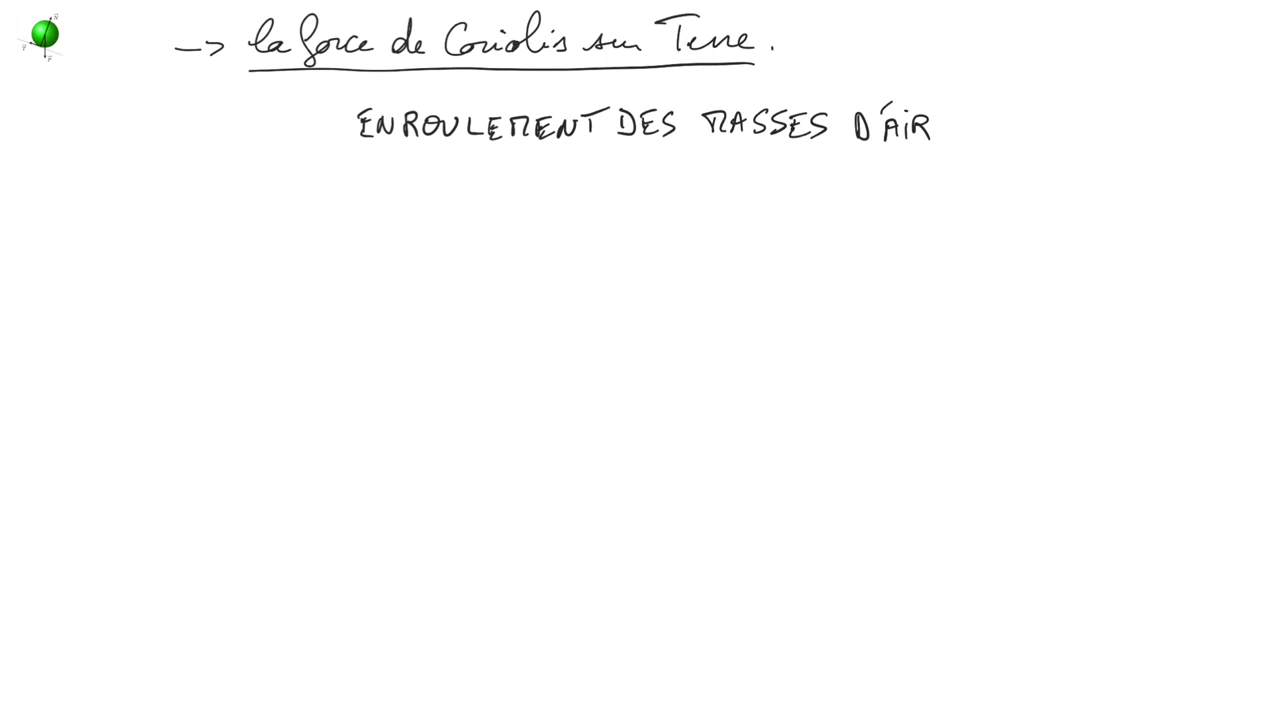 -> la force de Coriolis sur Terre.
ENROULEMENT DES MASSES D'AIR